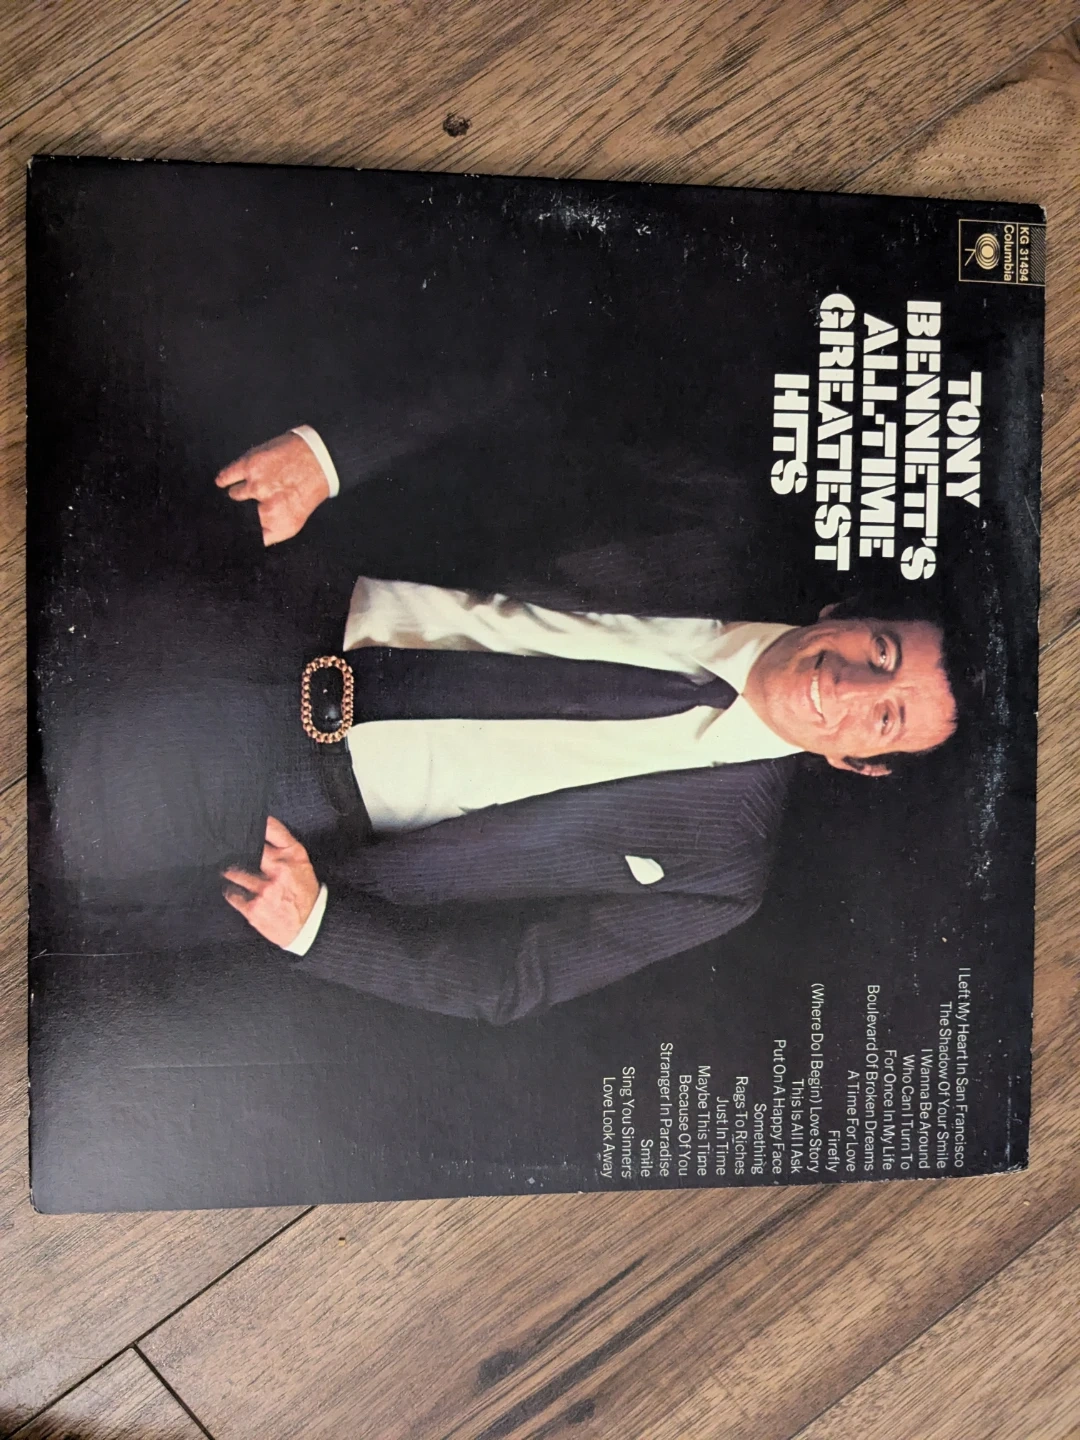 KG 31494
Columbia
TONY
BENNETT'S
ALL·TIME
GREATEST
HITS
I Left My Heart In San Francisco
The Shadow Of Your Smile
I Wanna Be Around
Who Can I Turn To
For Once In My Life
Boulevard Of Broken Dreams
A Time For Love
Firefly
(Where Do I Begin) Love Story
This Is All I Ask
Put On A Happy Face
Something
Rags To Riches
Just In Time
Maybe This Time
Because Of You
Stranger In Paradise
Smile
Sing You Sinners
Love Look Away